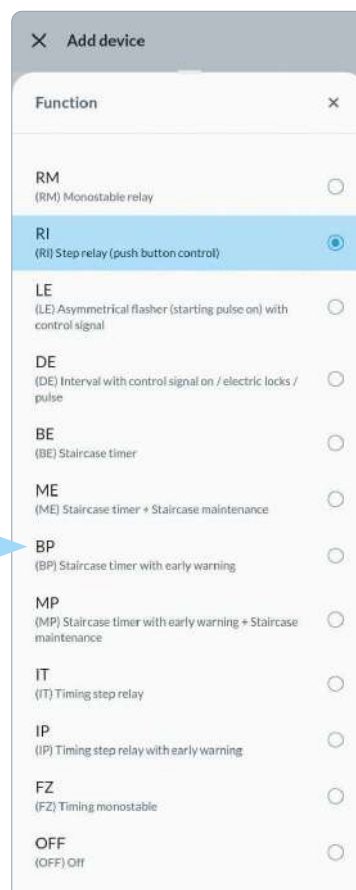 Add device
Function
RM
(RM) Monostable relay
RI
(RI) Step relay (push button control)
LE
(LE) Asymmetrical flasher (starting pulse on) with
control signal
DE
(DE) Interval with control signal on / electric locks /
pulse
BE
(BE) Staircase timer
ME
(ME) Staircase timer + Staircase maintenance
BP
(BP) Staircase timer with early warning
MP
(MP) Staircase timer with early warning + Staircase
maintenance
IT
(IT) Timing step relay
IP
(IP) Timing step relay with early warning
FZ
(FZ) Timing monostable
OFF
(OFF) Off